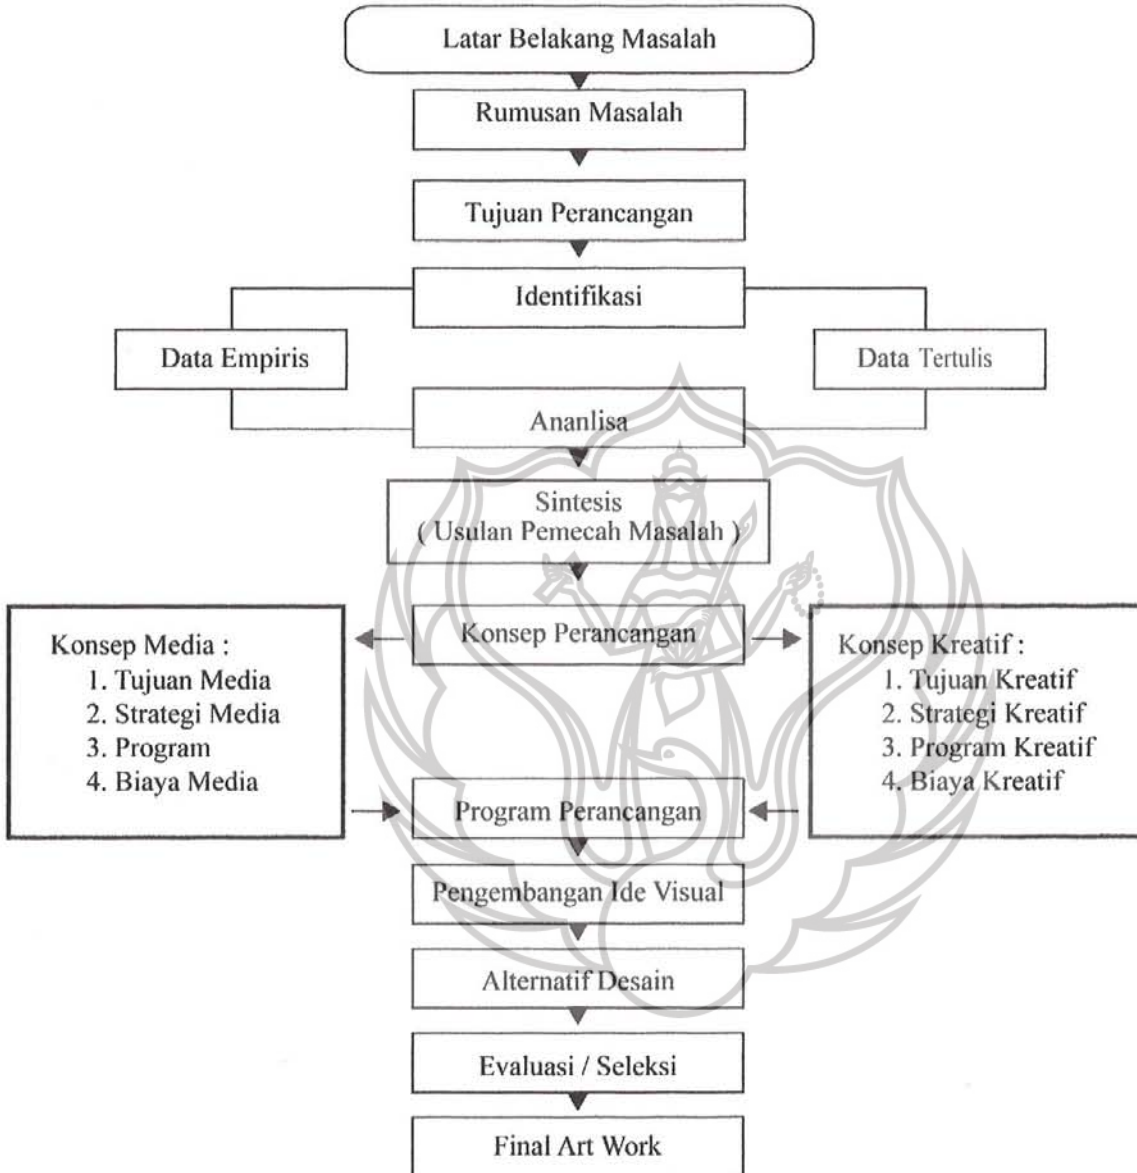 Latar Belakang Masalah
Rumusan Masalah
Tujuan Perancangan
Identifikasi
Data Empiris
Data Tertulis
Ananlisa
Sintesis
( Usulan Pemecah Masalah )
Konsep Perancangan
Konsep Media :
1. Tujuan Media
2. Strategi Media
3. Program
4. Biaya Media
Konsep Kreatif :
1. Tujuan Kreatif
2. Strategi Kreatif
3. Program Kreatif
4. Biaya Kreatif
Program Perancangan
Pengembangan Ide Visual
Alternatif Desain
Evaluasi / Seleksi
Final Art Work